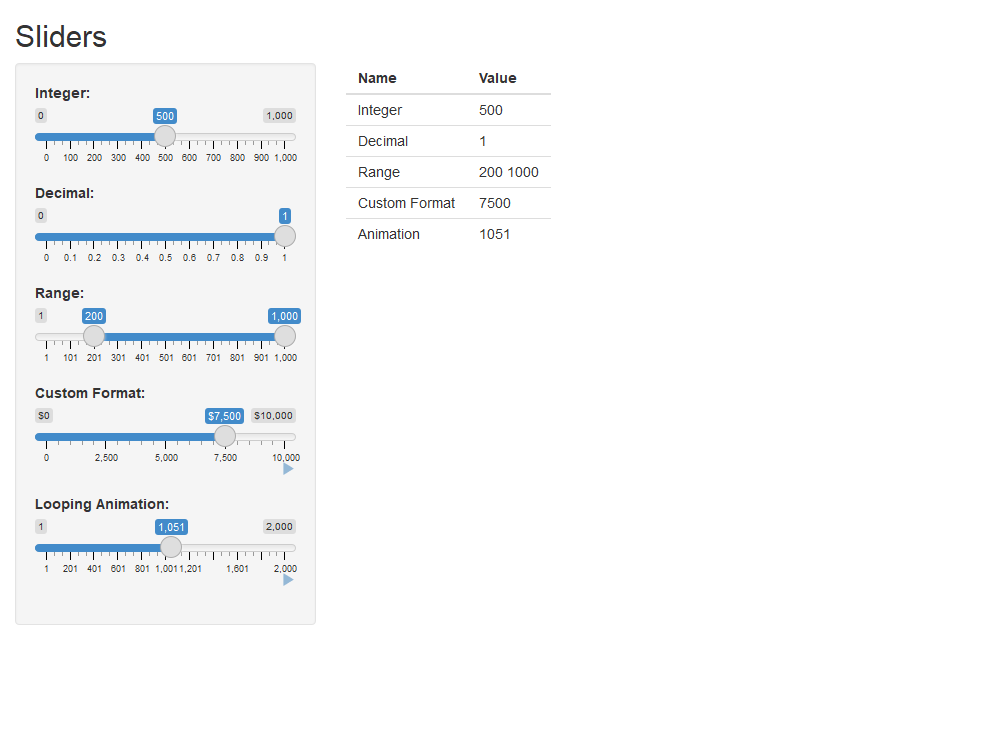 Sliders
Integer:
0 500 1,000
0 100 200 300 400 500 600 700 800 900 1,000
Decimal:
0 1
0 0.1 0.2 0.3 0.4 0.5 0.6 0.7 0.8 0.9 1
Range:
1 200 1,000
1 101 201 301 401 501 601 701 801 901 1,000
Custom Format:
$0 $7,500 $10,000
0 2,500 5,000 7,500 10,000
Looping Animation:
1 1,051 2,000
1 201 401 601 801 1,001 1,201 1,601 2,000
Name Value
Integer 500
Decimal 1
Range 200 1000
Custom Format 7500
Animation 1051